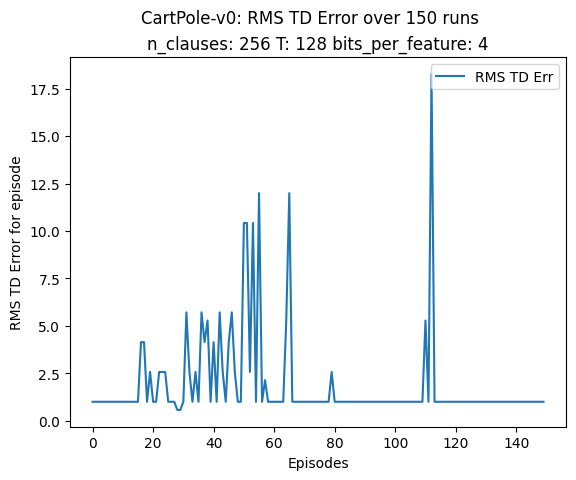 CartPole-v0: RMS TD Error over 150 runs
n_clauses: 256 T: 128 bits_per_feature: 4
RMS TD Err
17.5
15.0
12.5
10.0
7.5
5.0
2.5
0.0
RMS TD Error for episode
0 20 40 60 80 100 120 140
Episodes